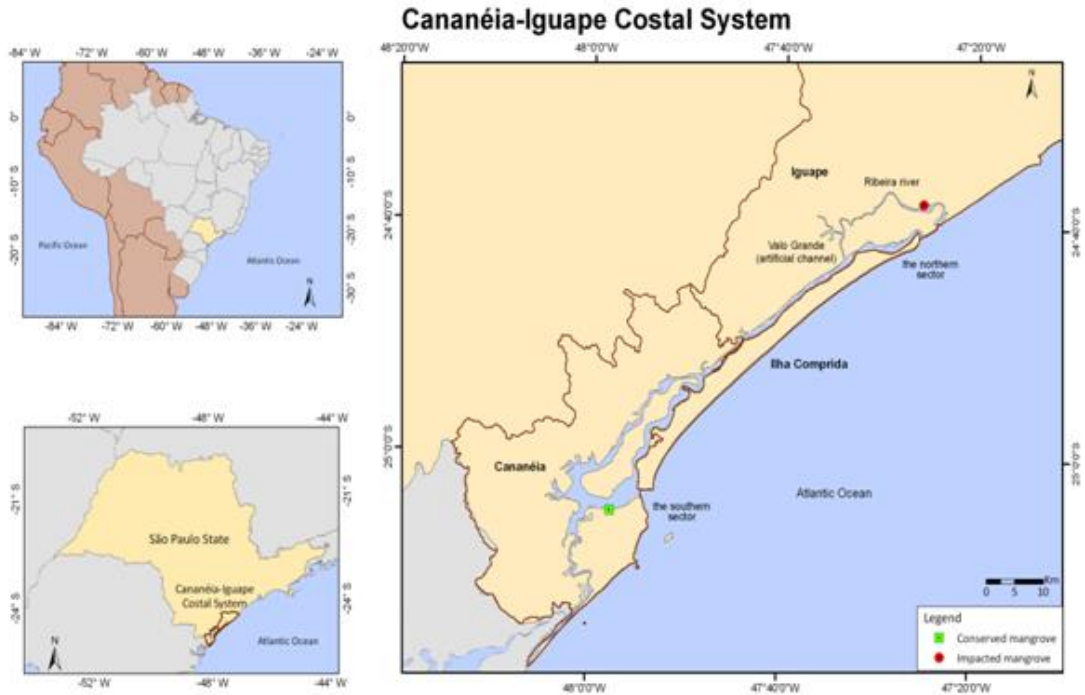 Cananéia-Iguape Costal System
-84° W -72° W -60° W -48° W -36° W -24° W
0°
-10° S
-20° S
0°
-10° S
-20° S
-30° S
Pacific Ocean
Atlantic Ocean
N
-84° W -72° W -60° W -48° W -36° W -24° W
-52° W -48° W -44° W
-21° S
-24° S
-21° S
-24° S
São Paulo State
Cananéia-Iguape
Costal System
Atlantic Ocean
N
-52° W -48° W -44° W
48°20'0"W 48°0'0"W 47°40'0"W 47°20'0"W
24°40'0"S
25°0'0"S
24°40'0"S
25°0'0"S
N
Iguape
Ribeira river
Valo Grande
(artificial channel)
the northern
sector
Ilha Comprida
Cananéia
the southern
sector
Atlantic Ocean
Km
0 5 10
Legend
Conserved mangrove
Impacted mangrove
48°0'0"W 47°40'0"W 47°20'0"W